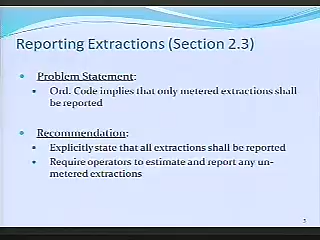 Reporting Extractions (Section 2.3)
Problem Statement:
Ord. Code implies that only metered extractions shall
be reported
Recommendation:
Explicitly state that all extractions shall be reported
Require operators to estimate and report any un-
metered extractions